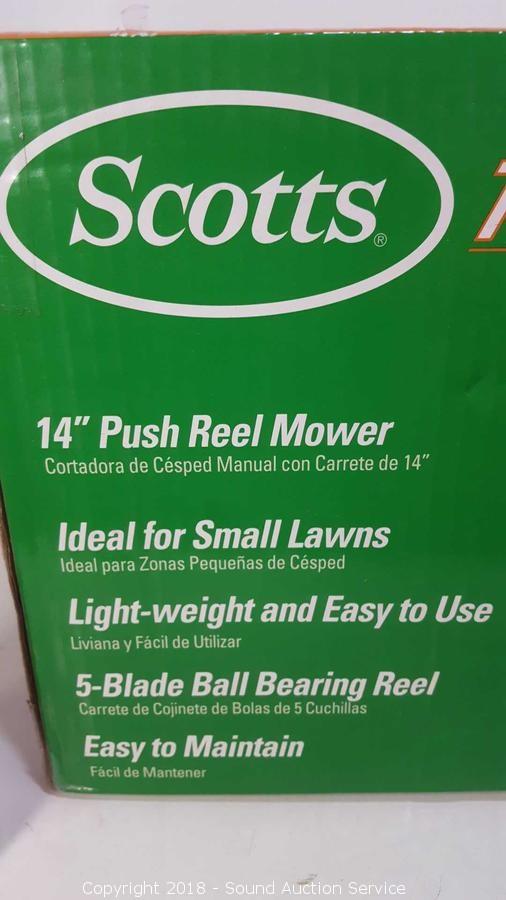 Scotts®
14” Push Reel Mower
Cortadora de Césped Manual con Carrete de 14”
Ideal for Small Lawns
Ideal para Zonas Pequeñas de Césped
Light-weight and Easy to Use
Liviana y Fácil de Utilizar
5-Blade Ball Bearing Reel
Carrete de Cojinete de Bolas de 5 Cuchillas
Easy to Maintain
Fácil de Mantener
Copyright 2018 - Sound Auction Service